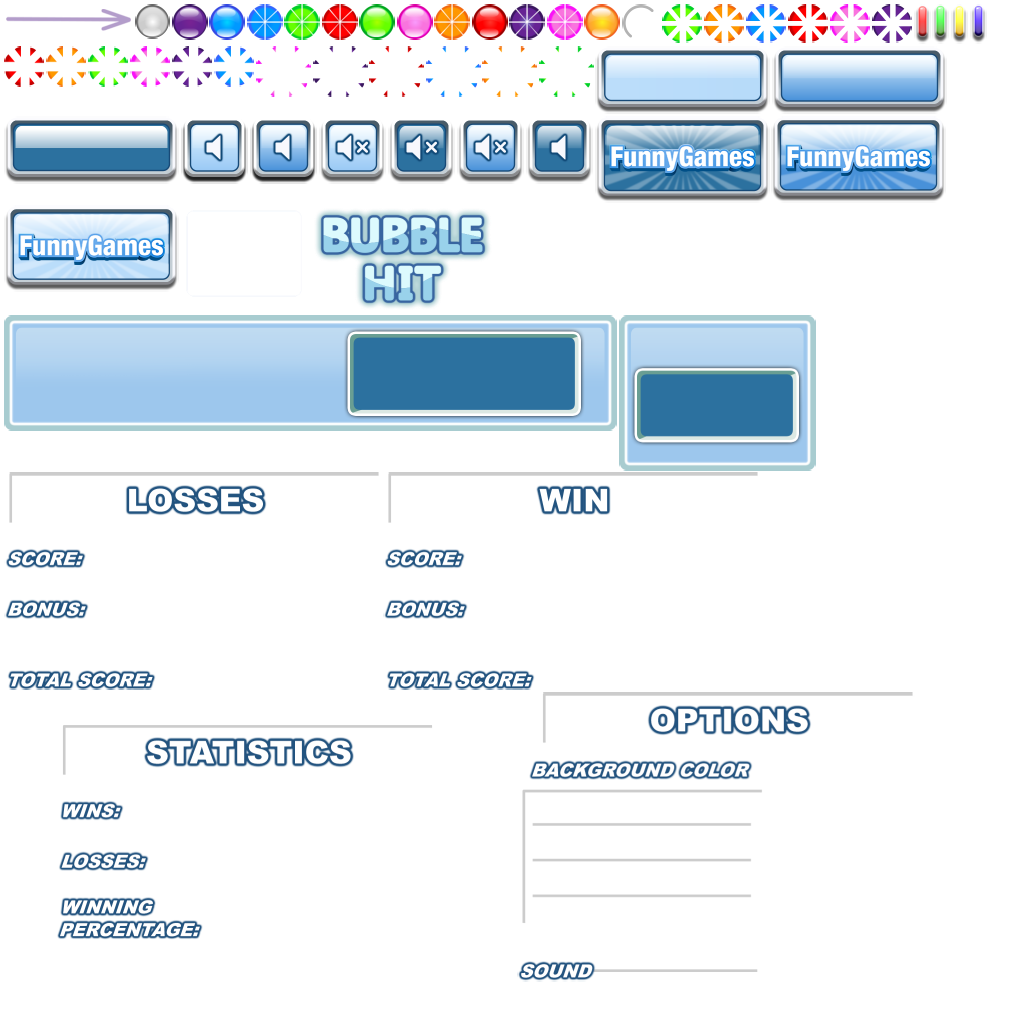 FunnyGames
FunnyGames
FunnyGames
BUBBLE
HIT
LOSSES
SCORE:
BONUS:
TOTAL SCORE:
WIN
SCORE:
BONUS:
TOTAL SCORE:
STATISTICS
WINS:
LOSSES:
WINNING
PERCENTAGE:
OPTIONS
BACKGROUND COLOR
SOUND